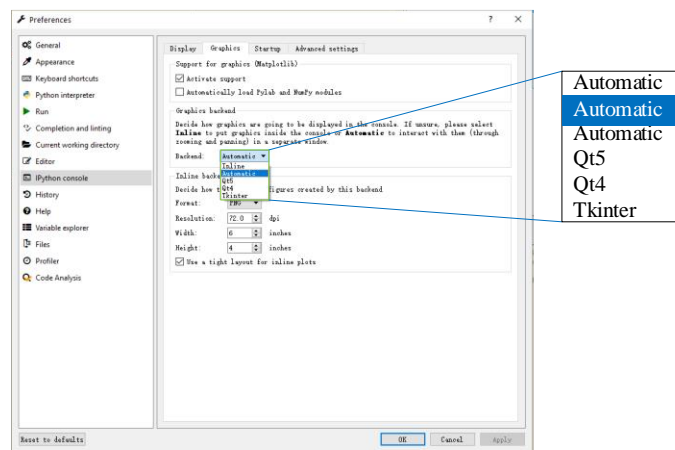 Preferences
? ×
General
Appearance
Keyboard shortcuts
Python interpreter
Run
Completion and linting
Current working directory
Editor
IPython console
History
Help
Variable explorer
Files
Profiler
Code Analysis
Display Graphics Startup Advanced settings
Support for graphics (Matplotlib)
Activate support
Automatically load Pylab and NumPy modules
Graphics backend
Decide how graphics are going to be displayed in the console. If unsure, please select
Inline to put graphics inside the console or Automatic to interact with them (through
zooming and panning) in a separate window.
Backend: Automatic
Inline
Automatic
Qt5
Qt4
Tkinter
Inline backe
Decide how t figures created by this backend
Format: PNG
Resolution: 72.0 dpi
Width: 6 inches
Height: 4 inches
Use a tight layout for inline plots
Reset to defaults
OK Cancel Apply
Automatic
Automatic
Automatic
Qt5
Qt4
Tkinter